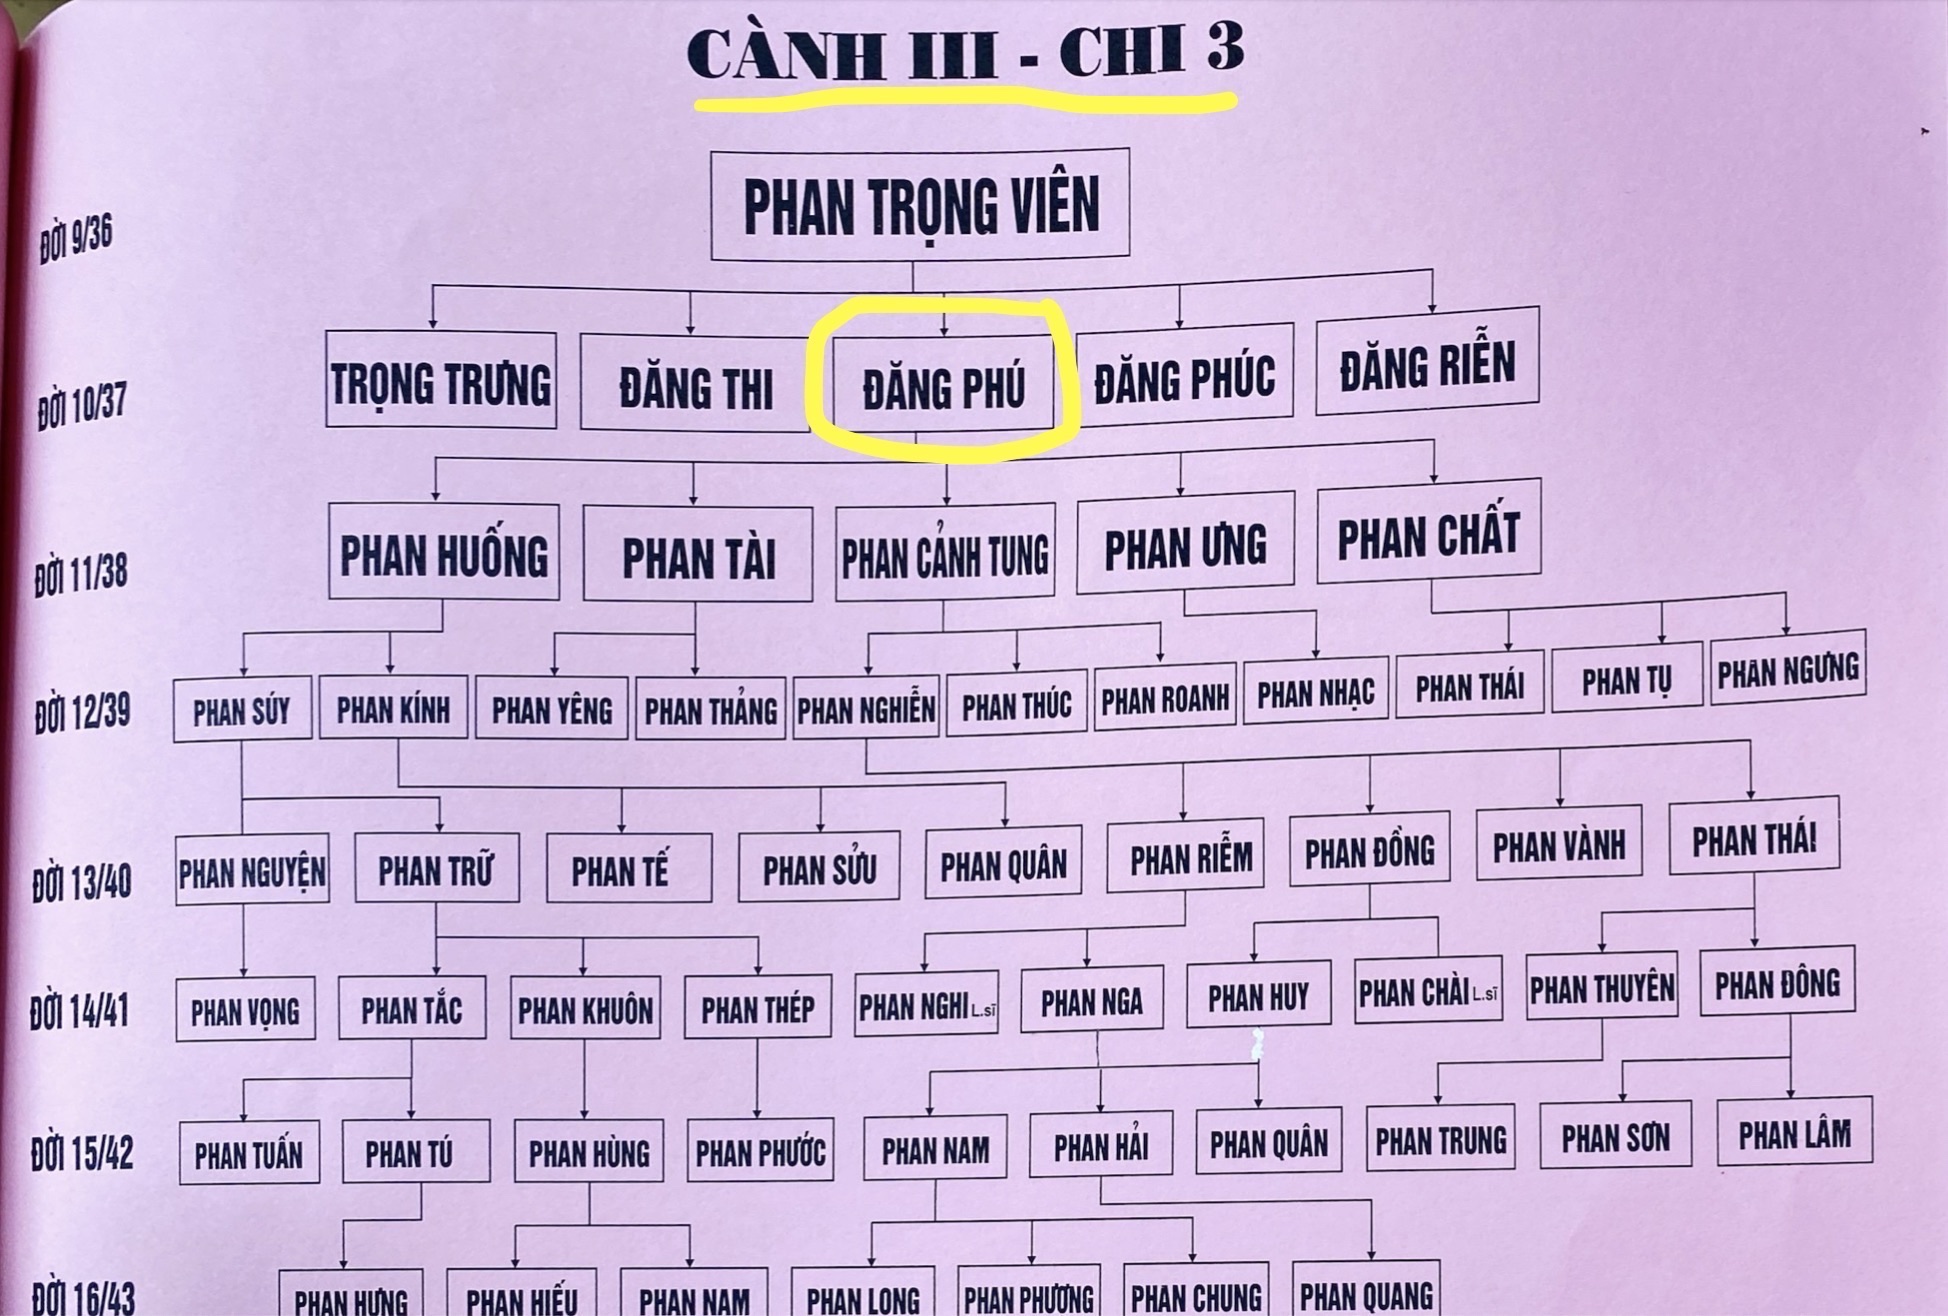 CÀNH III - CHI 3
PHAN TRỌNG VIÊN
ĐỜI 9/36
TRỌNG TRƯNG ĐĂNG THI ĐĂNG PHÚ ĐĂNG PHÚC ĐĂNG RIỄN
ĐỜI 10/37
PHAN HUỐNG PHAN TÀI PHAN CẢNH TUNG PHAN ƯNG PHAN CHẤT
ĐỜI 11/38
PHAN SÚY PHAN KÍNH PHAN YÊNG PHAN THẢNG PHAN NGHIỄN PHAN THÚC PHAN ROANH PHAN NHẠC PHAN THÁI PHAN TỤ PHAN NGƯNG
ĐỜI 12/39
PHAN NGUYỆN PHAN TRỮ PHAN TẾ PHAN SỬU PHAN QUÂN PHAN RIỄM PHAN ĐỒNG PHAN VÀNH PHAN THÁI
ĐỜI 13/40
PHAN VỌNG PHAN TẮC PHAN KHUÔN PHAN THÉP PHAN NGHI L.sĩ PHAN NGA PHAN HUY PHAN CHÀI L.sĩ PHAN THUYÊN PHAN ĐÔNG
ĐỜI 14/41
PHAN TUẤN PHAN TÚ PHAN HÙNG PHAN PHƯỚC PHAN NAM PHAN HẢI PHAN QUÂN PHAN TRUNG PHAN SƠN PHAN LÂM
ĐỜI 15/42
PHAN HƯNG PHAN HIẾU PHAN NAM PHAN LONG PHAN PHƯƠNG PHAN CHUNG PHAN QUANG
ĐỜI 16/43